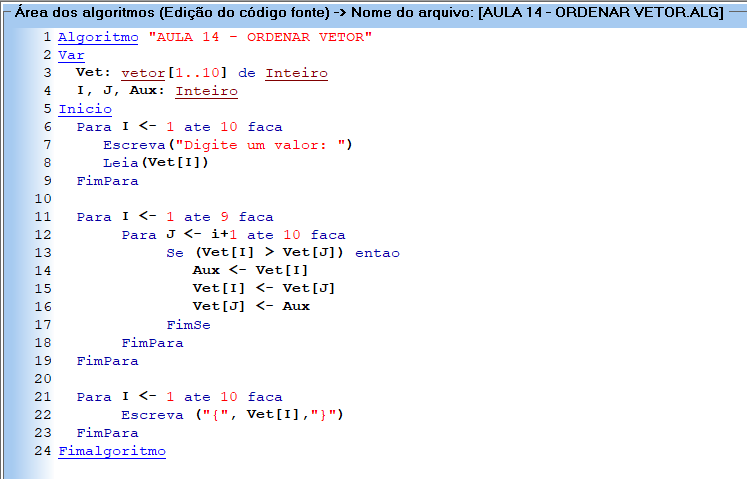 Área dos algoritmos (Edição do código fonte) -> Nome do arquivo: [AULA 14 - ORDENAR VETOR.ALG]
1 Algoritmo "AULA 14 - ORDENAR VETOR"
2 Var
3   Vet: vetor[1..10] de Inteiro
4   I, J, Aux: Inteiro
5 Inicio
6   Para I <- 1 ate 10 faca
7      Escreva("Digite um valor: ")
8      Leia(Vet[I])
9   FimPara
10
11   Para I <- 1 ate 9 faca
12        Para J <- i+1 ate 10 faca
13             Se (Vet[I] > Vet[J]) entao
14                Aux <- Vet[I]
15                Vet[I] <- Vet[J]
16                Vet[J] <- Aux
17             FimSe
18        FimPara
19   FimPara
20
21   Para I <- 1 ate 10 faca
22        Escreva ("{", Vet[I],"}")
23   FimPara
24 Fimalgoritmo